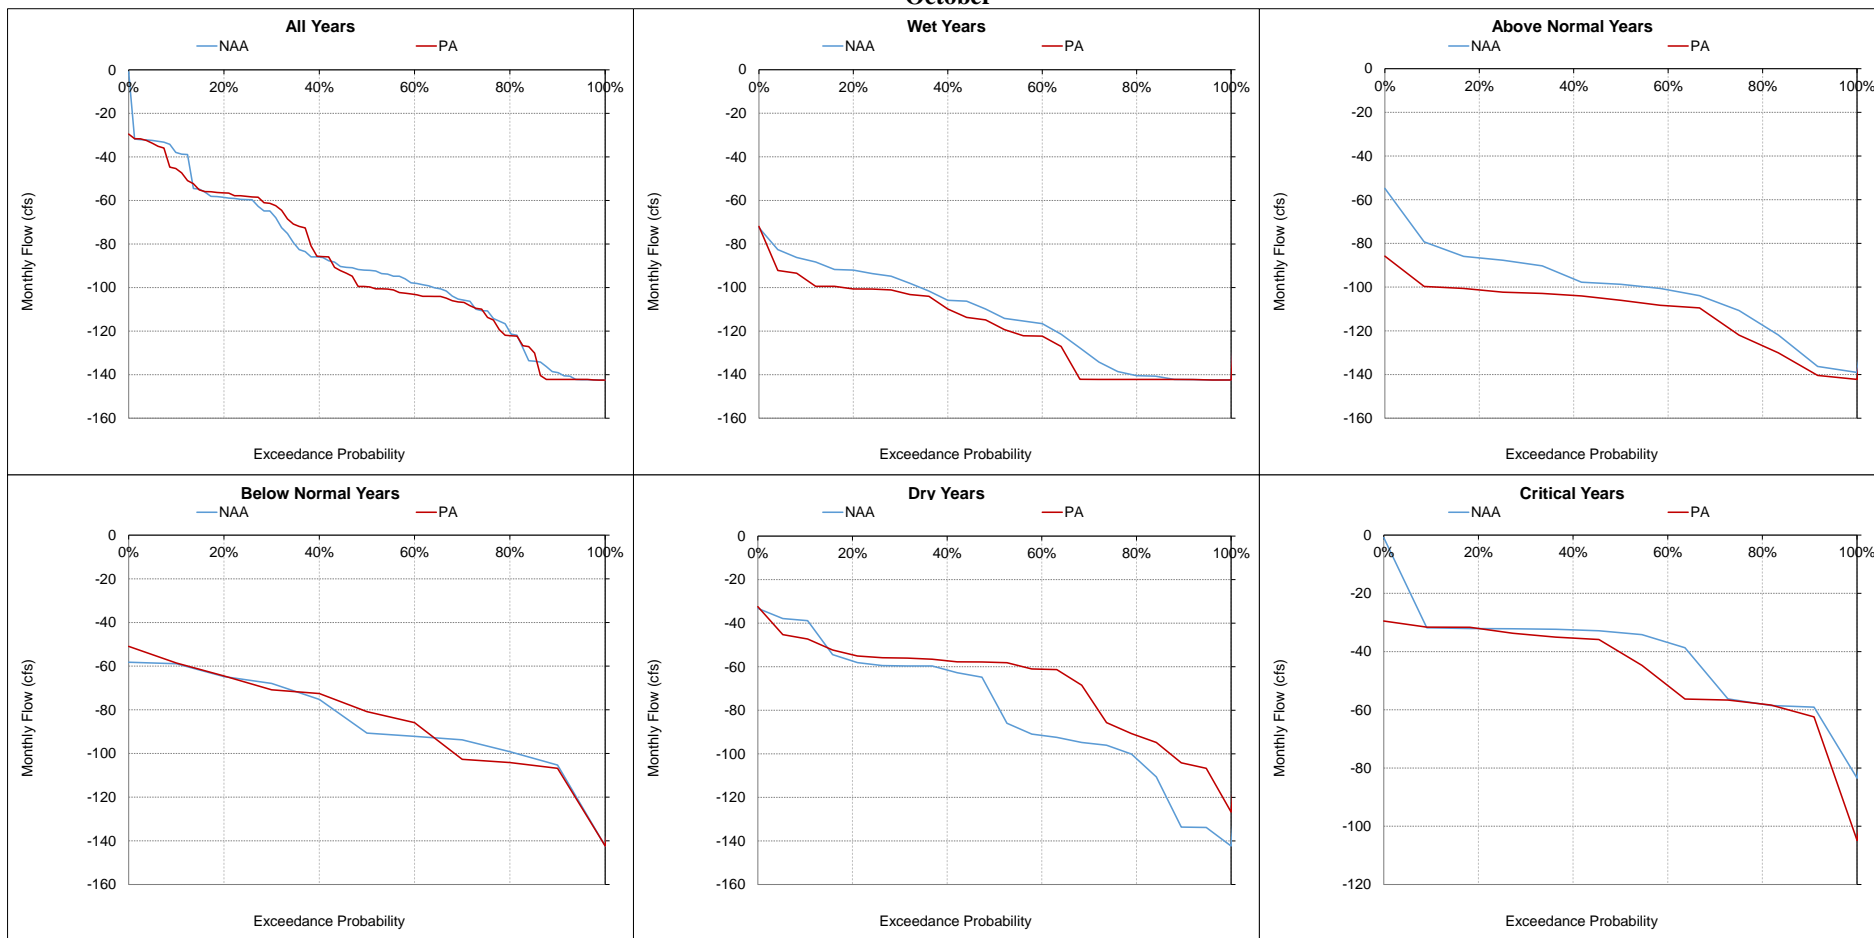 October
All Years
NAA PA
0
-20
-40
-60
-80
-100
-120
-140
-160
0% 20% 40% 60% 80% 100%
Monthly Flow (cfs)
Exceedance Probability
Wet Years
NAA PA
0
-20
-40
-60
-80
-100
-120
-140
-160
0% 20% 40% 60% 80% 100%
Monthly Flow (cfs)
Exceedance Probability
Above Normal Years
NAA PA
0
-20
-40
-60
-80
-100
-120
-140
-160
0% 20% 40% 60% 80% 100%
Monthly Flow (cfs)
Exceedance Probability
Below Normal Years
NAA PA
0
-20
-40
-60
-80
-100
-120
-140
-160
0% 20% 40% 60% 80% 100%
Monthly Flow (cfs)
Exceedance Probability
Dry Years
NAA PA
0
-20
-40
-60
-80
-100
-120
-140
-160
0% 20% 40% 60% 80% 100%
Monthly Flow (cfs)
Exceedance Probability
Critical Years
NAA PA
0
-20
-40
-60
-80
-100
-120
0% 20% 40% 60% 80% 100%
Monthly Flow (cfs)
Exceedance Probability